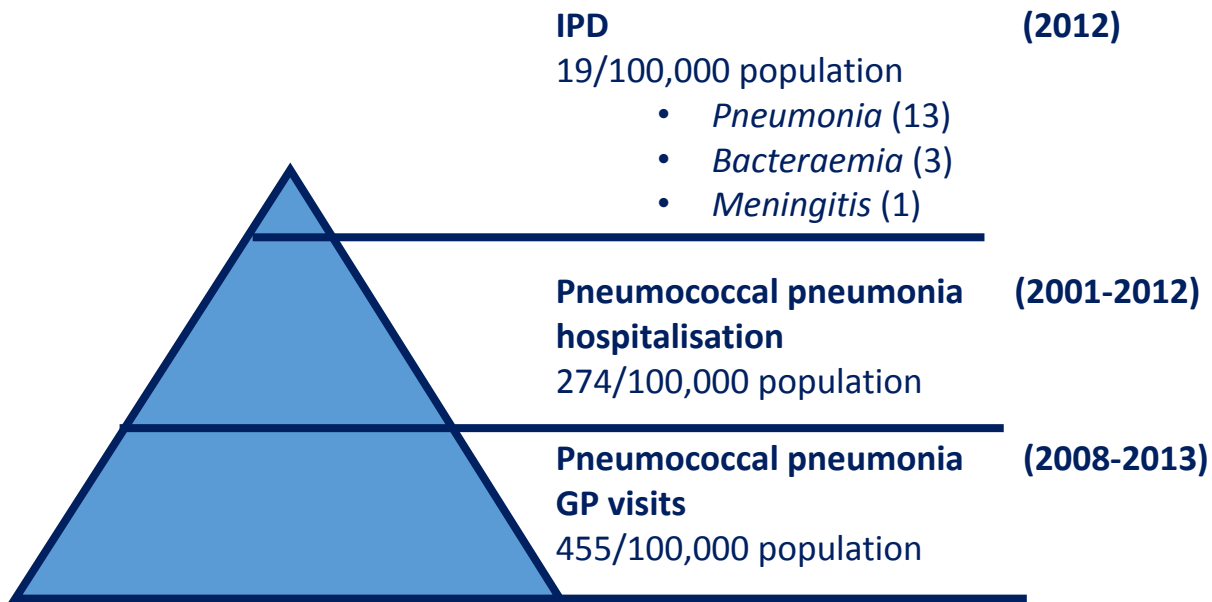 IPD (2012)
19/100,000 population
• Pneumonia (13)
• Bacteraemia (3)
• Meningitis (1)
Pneumococcal pneumonia (2001-2012)
hospitalisation
274/100,000 population
Pneumococcal pneumonia (2008-2013)
GP visits
455/100,000 population